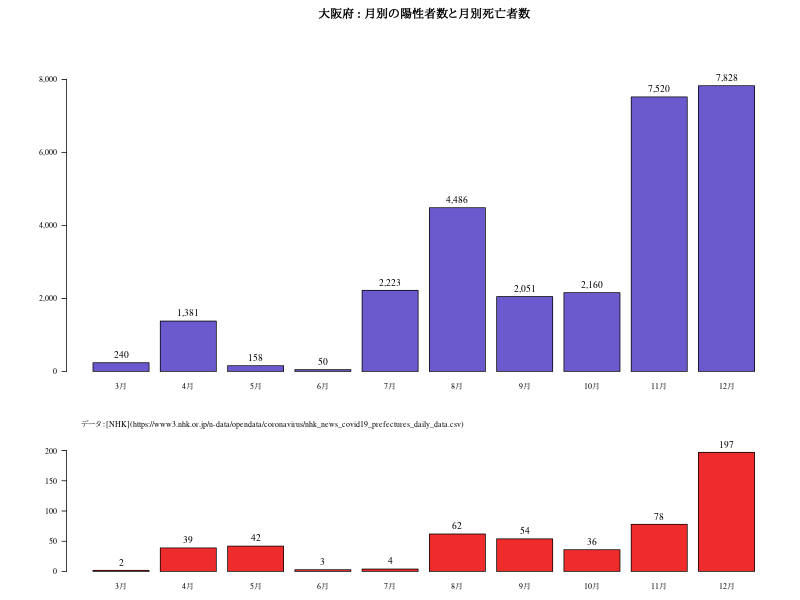 大阪府 : 月別の陽性者数と月別死亡者数
8,000
6,000
4,000
2,000
0
240
1,381
158
50
2,223
4,486
2,051
2,160
7,520
7,828
3月
4月
5月
6月
7月
8月
9月
10月
11月
12月
データ:[NHK](https://www3.nhk.or.jp/n-data/opendata/coronavirus/nhk_news_covid19_prefectures_daily_data.csv)
200
150
100
50
0
2
39
42
3
4
62
54
36
78
197
3月
4月
5月
6月
7月
8月
9月
10月
11月
12月